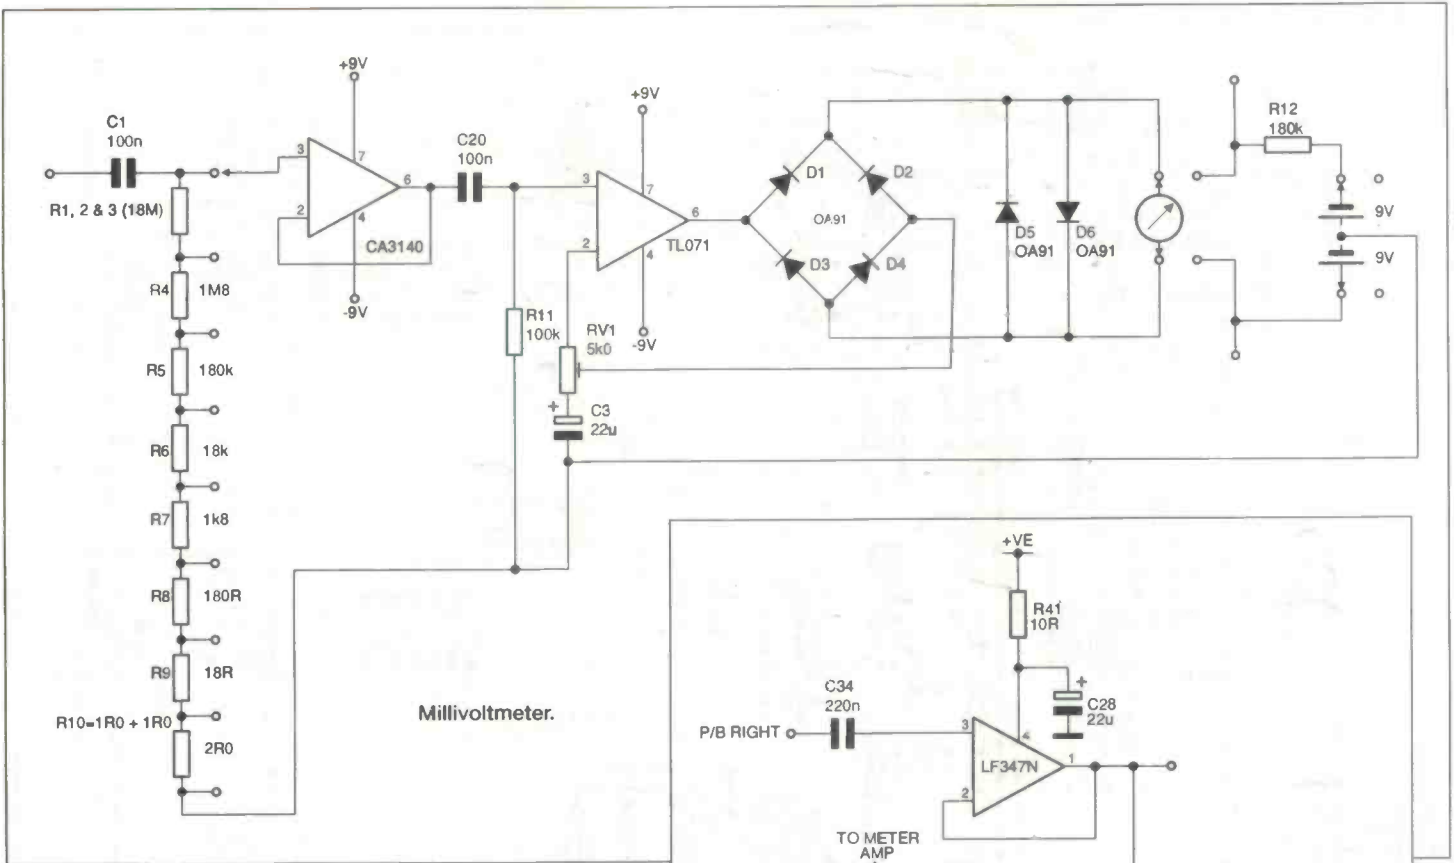 +9V
C1
100n
3
7
6
2
4
CA3140
-9V
R1, 2 & 3 (18M)
R4 1M8
R5 180k
R6 18k
R7 1k8
R8 180R
R9 18R
R10=1R0 + 1R0
2R0
C20
100n
+9V
3
7
6
TL071
2
4
-9V
R11
100k
RV1
5k0
+
C3
22u
D1
D2
OA91
D3
D4
D5
OA91
D6
OA91
R12
180k
9V
9V
Millivoltmeter.
+VE
R41
10R
C34
220n
+
C28
22u
P/B RIGHT
3
4
LF347N
1
2
TO METER
AMP